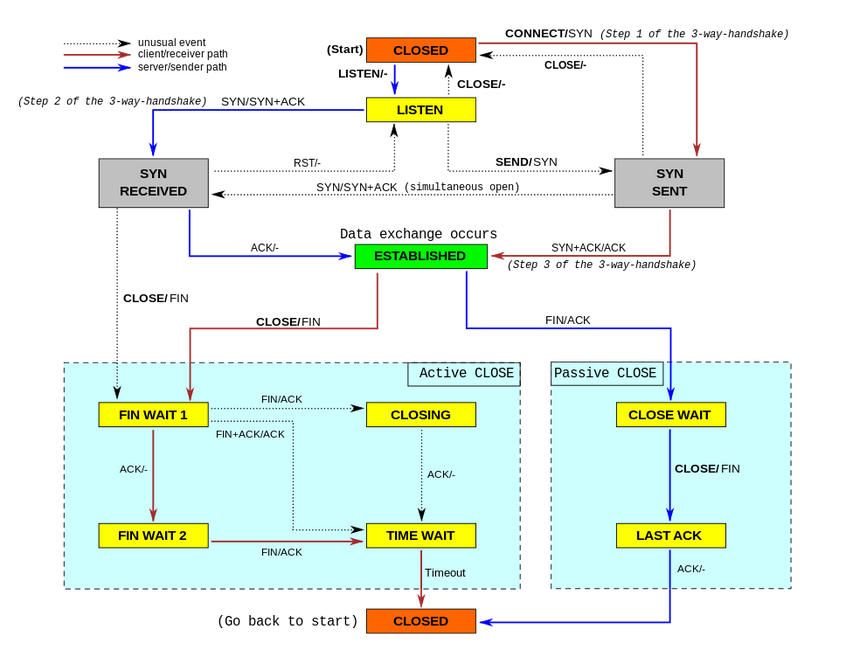 unusual event
client/receiver path
server/sender path
(Start)
CLOSED
CONNECT/SYN (Step 1 of the 3-way-handshake)
CLOSE/-
LISTEN/-
CLOSE/-
(Step 2 of the 3-way-handshake)
SYN/SYN+ACK
LISTEN
RST/-
SEND/SYN
SYN
RECEIVED
SYN
SENT
SYN/SYN+ACK (simultaneous open)
Data exchange occurs
ACK/-
ESTABLISHED
SYN+ACK/ACK
(Step 3 of the 3-way-handshake)
CLOSE/FIN
CLOSE/FIN
FIN/ACK
Active CLOSE
Passive CLOSE
FIN WAIT 1
FIN/ACK
CLOSING
CLOSE WAIT
FIN+ACK/ACK
ACK/-
ACK/-
CLOSE/FIN
FIN WAIT 2
FIN/ACK
TIME WAIT
LAST ACK
Timeout
ACK/-
(Go back to start)
CLOSED